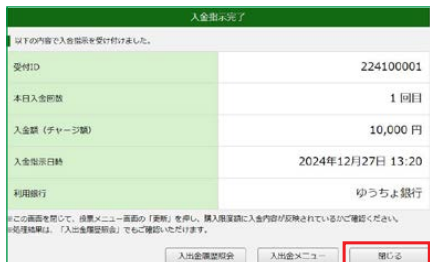 入金指示完了
以下の内容で入金指示を受け付けました。
受付ID 224100001
本日入金回数 1 回目
入金額（チャージ額） 10,000 円
入金指示日時 2024年12月27日 13:20
利用銀行 ゆうちょ銀行
※この画面を閉じて、投票メニュー画面の「更新」を押し、購入限度額に入金内容が反映されているかご確認ください。
※処理結果は、「入出金履歴照会」でもご確認いただけます。
入出金履歴照会 入出金メニュー 閉じる